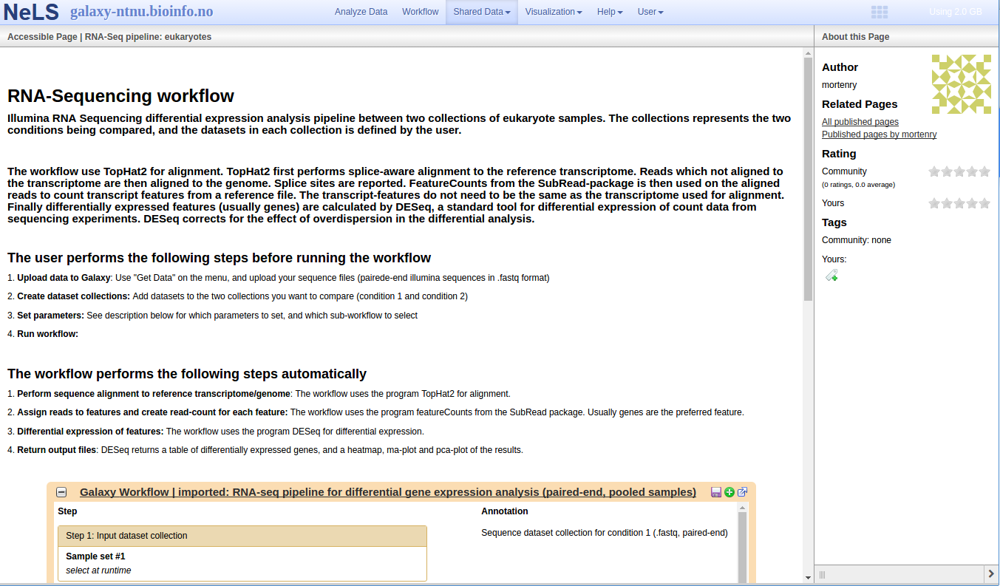 NeLS galaxy-ntnu.bioinfo.no Analyze Data Workflow Shared Data Visualization Help User Using 2.0 GB
Accessible Page | RNA-Seq pipeline: eukaryotes
RNA-Sequencing workflow
Illumina RNA Sequencing differential expression analysis pipeline between two collections of eukaryote samples. The collections represents the two
conditions being compared, and the datasets in each collection is defined by the user.
The workflow use TopHat2 for alignment. TopHat2 first performs splice-aware alignment to the reference transcriptome. Reads which not aligned to
the transcriptome are then aligned to the genome. Splice sites are reported. FeatureCounts from the SubRead-package is then used on the aligned
reads to count transcript features from a reference file. The transcript-features do not need to be the same as the transcriptome used for alignment.
Finally differentially expressed features (usually genes) are calculated by DESeq, a standard tool for differential expression of count data from
sequencing experiments. DESeq corrects for the effect of overdispersion in the differential analysis.
The user performs the following steps before running the workflow
1. Upload data to Galaxy: Use "Get Data" on the menu, and upload your sequence files (pairede-end illumina sequences in .fastq format)
2. Create dataset collections: Add datasets to the two collections you want to compare (condition 1 and condition 2)
3. Set parameters: See description below for which parameters to set, and which sub-workflow to select
4. Run workflow:
The workflow performs the following steps automatically
1. Perform sequence alignment to reference transcriptome/genome: The workflow uses the program TopHat2 for alignment.
2. Assign reads to features and create read-count for each feature: The workflow uses the program featureCounts from the SubRead package. Usually genes are the preferred feature.
3. Differential expression of features: The workflow uses the program DESeq for differential expression.
4. Return output files: DESeq returns a table of differentially expressed genes, and a heatmap, ma-plot and pca-plot of the results.
Galaxy Workflow | imported: RNA-seq pipeline for differential gene expression analysis (paired-end, pooled samples)
Step Annotation
Step 1: Input dataset collection
Sequence dataset collection for condition 1 (.fastq, paired-end)
Sample set #1
select at runtime
About this Page
Author
mortenry
Related Pages
All published pages
Published pages by mortenry
Rating
Community
(0 ratings, 0.0 average)
Yours
Tags
Community: none
Yours: